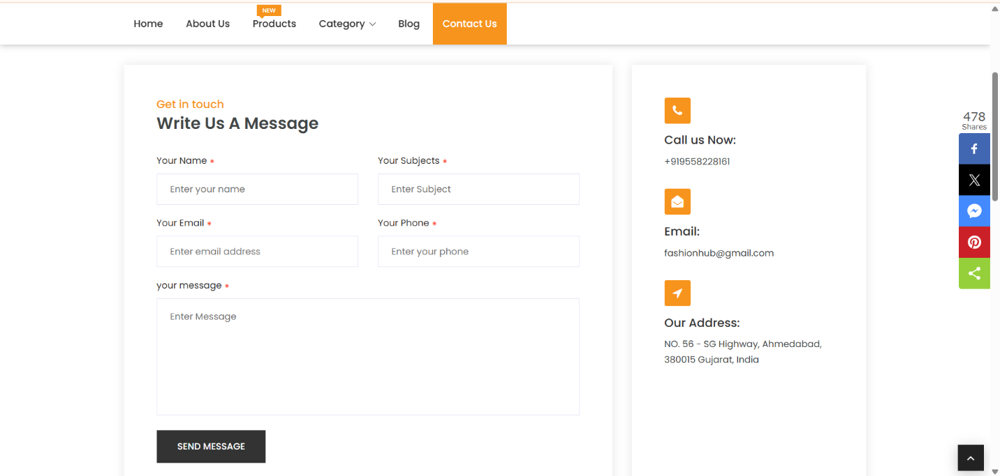 NEW
Home About Us Products Category Blog Contact Us
Get in touch
Write Us A Message
Your Name *
Your Subjects *
Enter your name
Enter Subject
Your Email *
Your Phone *
Enter email address
Enter your phone
your message *
Enter Message
SEND MESSAGE
Call us Now:
+919558228161
Email:
fashionhub@gmail.com
Our Address:
NO. 56 - SG Highway, Ahmedabad,
380015 Gujarat, India
478
Shares